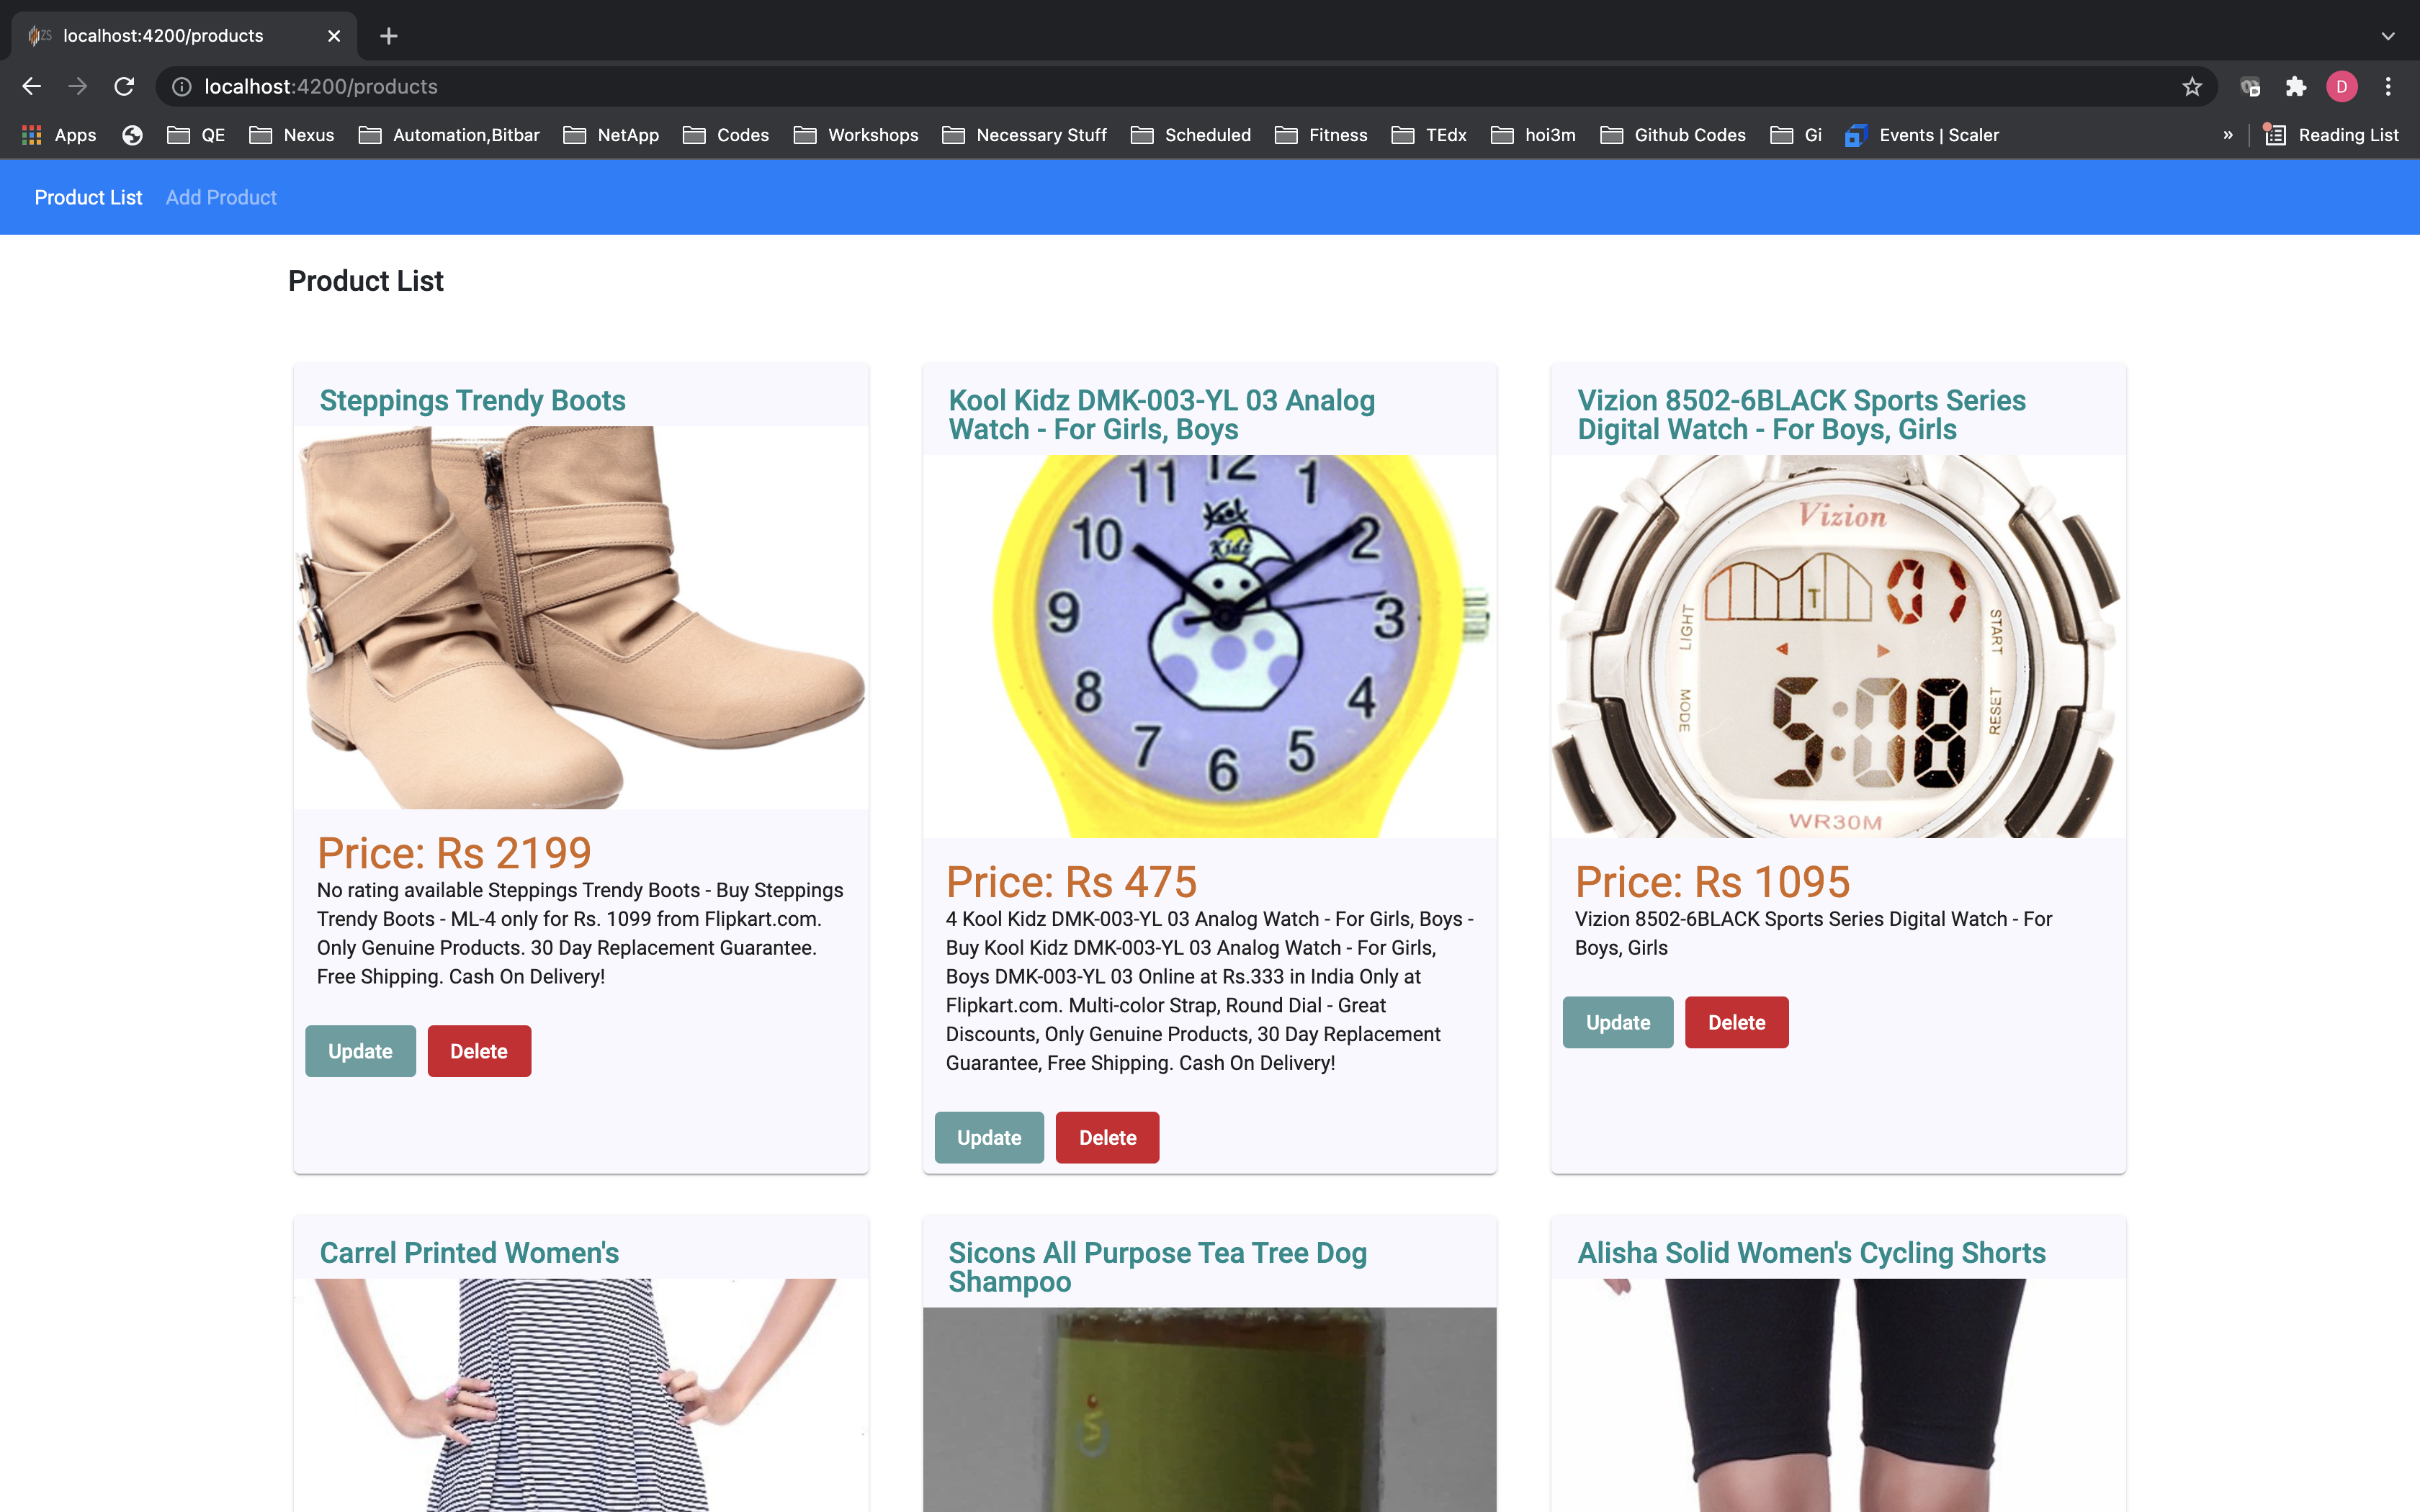 ZS localhost:4200/products
localhost:4200/products
D
Apps QE Nexus Automation,Bitbar NetApp Codes Workshops Necessary Stuff Scheduled Fitness TEdx hoi3m Github Codes Gi Events | Scaler » Reading List
Product List Add Product
Product List
Steppings Trendy Boots
Price: Rs 2199
No rating available Steppings Trendy Boots - Buy Steppings
Trendy Boots - ML-4 only for Rs. 1099 from Flipkart.com.
Only Genuine Products. 30 Day Replacement Guarantee.
Free Shipping. Cash On Delivery!
Update Delete
Kool Kidz DMK-003-YL 03 Analog
Watch - For Girls, Boys
11 12 1
10 2
Kool
Kidz
9 3
8 4
7 6 5
Price: Rs 475
4 Kool Kidz DMK-003-YL 03 Analog Watch - For Girls, Boys -
Buy Kool Kidz DMK-003-YL 03 Analog Watch - For Girls,
Boys DMK-003-YL 03 Online at Rs.333 in India Only at
Flipkart.com. Multi-color Strap, Round Dial - Great
Discounts, Only Genuine Products, 30 Day Replacement
Guarantee, Free Shipping. Cash On Delivery!
Update Delete
Vizion 8502-6BLACK Sports Series
Digital Watch - For Boys, Girls
Vizion
T
LIGHT START
MODE RESET
5:08
WR30M
Price: Rs 1095
Vizion 8502-6BLACK Sports Series Digital Watch - For
Boys, Girls
Update Delete
Carrel Printed Women's
Sicons All Purpose Tea Tree Dog
Shampoo
Alisha Solid Women's Cycling Shorts